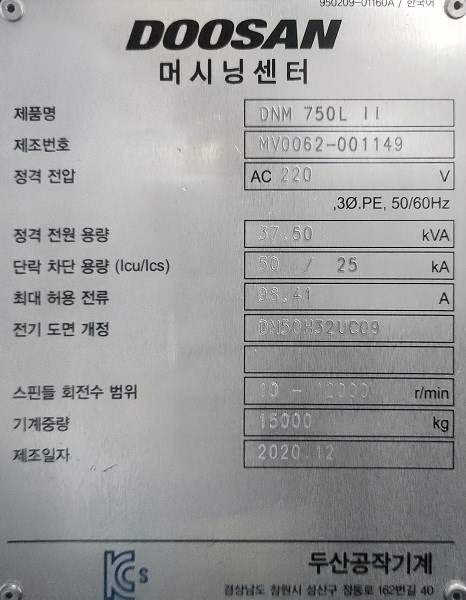 950209-01160A / 한국어
DOOSAN
머시닝센터
제품명 DNM 750L II
제조번호 MV0062-001149
정격 전압 AC 220 V
,3Ø.PE, 50/60Hz
정격 전원 용량 37.50 kVA
단락 차단 용량 (Icu/Ics) 50 / 25 kA
최대 허용 전류 98.41 A
전기 도면 개정 DN50H32UC09
스핀들 회전수 범위 10 - 12000 r/min
기계중량 15000 kg
제조일자 2020.12
KCs 두산공작기계
경상남도 창원시 성산구 정동로 162번길 40